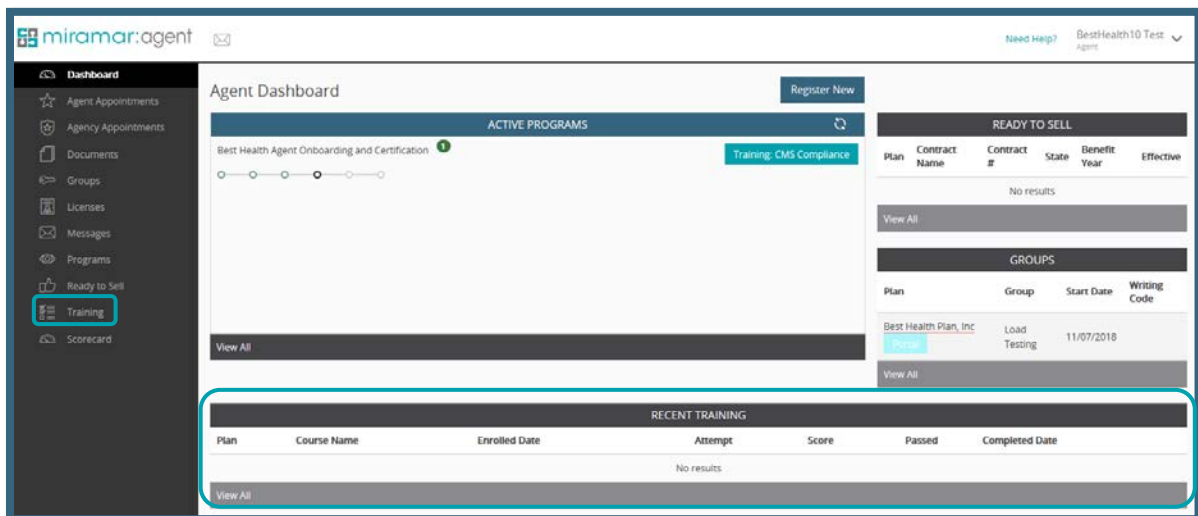 miramar:agent
Need Help?
BestHealth10 Test
Agent
Dashboard
Agent Appointments
Agency Appointments
Documents
Groups
Licenses
Messages
Programs
Ready to Sell
Training
Scorecard
Agent Dashboard
Register New
ACTIVE PROGRAMS
Best Health Agent Onboarding and Certification 1
Training: CMS Compliance
View All
READY TO SELL
Plan Contract Name Contract # State Benefit Year Effective
No results
View All
GROUPS
Plan Group Start Date Writing Code
Best Health Plan, Inc Load Testing 11/07/2018
Portal
View All
RECENT TRAINING
Plan Course Name Enrolled Date Attempt Score Passed Completed Date
No results
View All